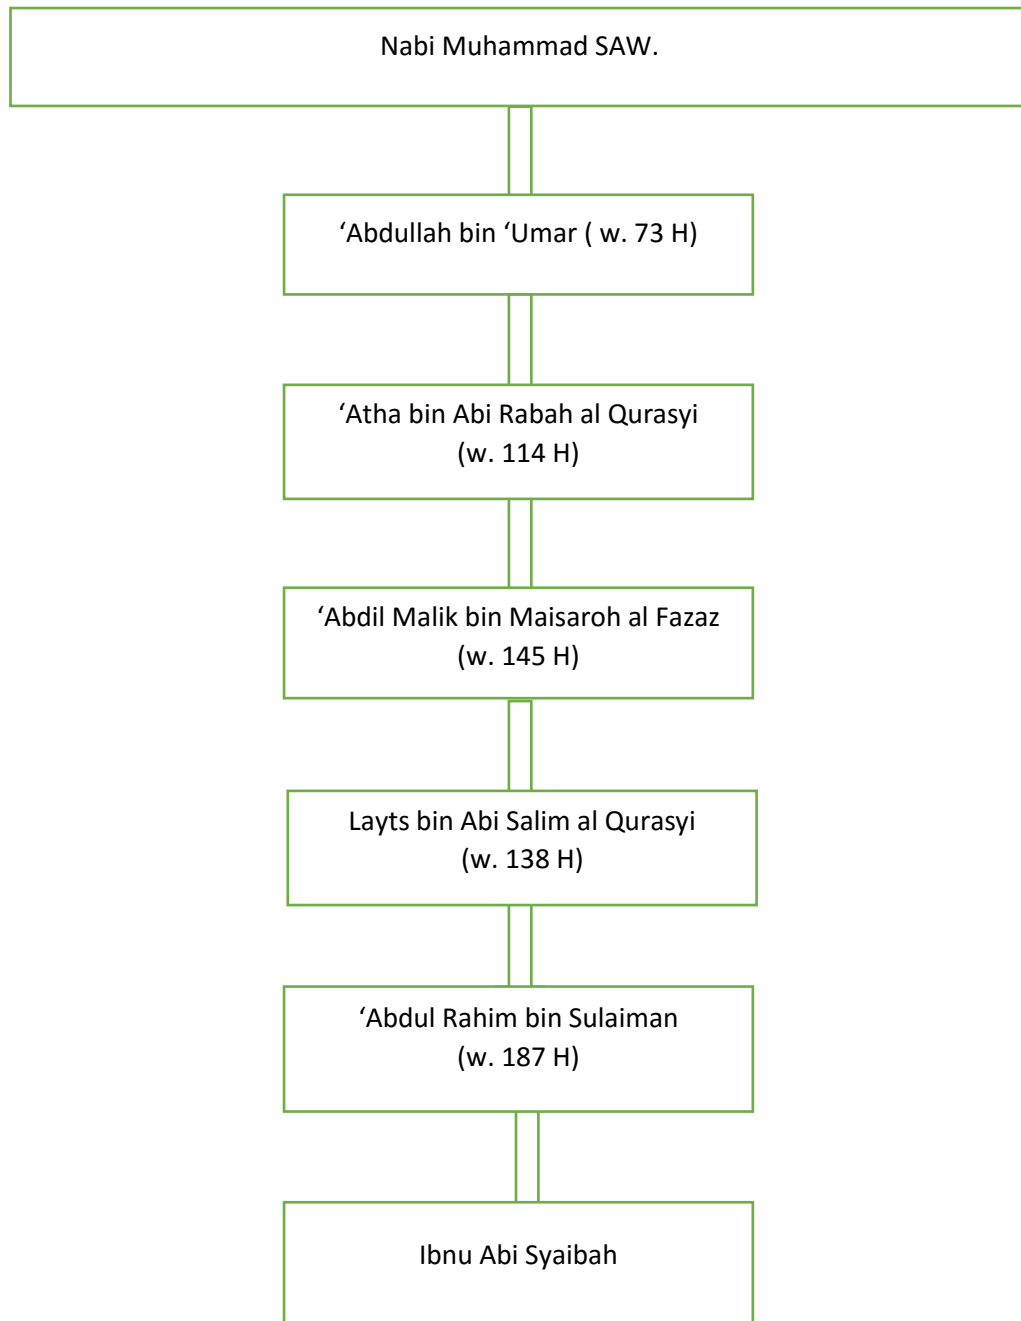 Nabi Muhammad SAW.
‘Abdullah bin ‘Umar ( w. 73 H)
‘Atha bin Abi Rabah al Qurasyi
(w. 114 H)
‘Abdil Malik bin Maisaroh al Fazaz
(w. 145 H)
Layts bin Abi Salim al Qurasyi
(w. 138 H)
‘Abdul Rahim bin Sulaiman
(w. 187 H)
Ibnu Abi Syaibah